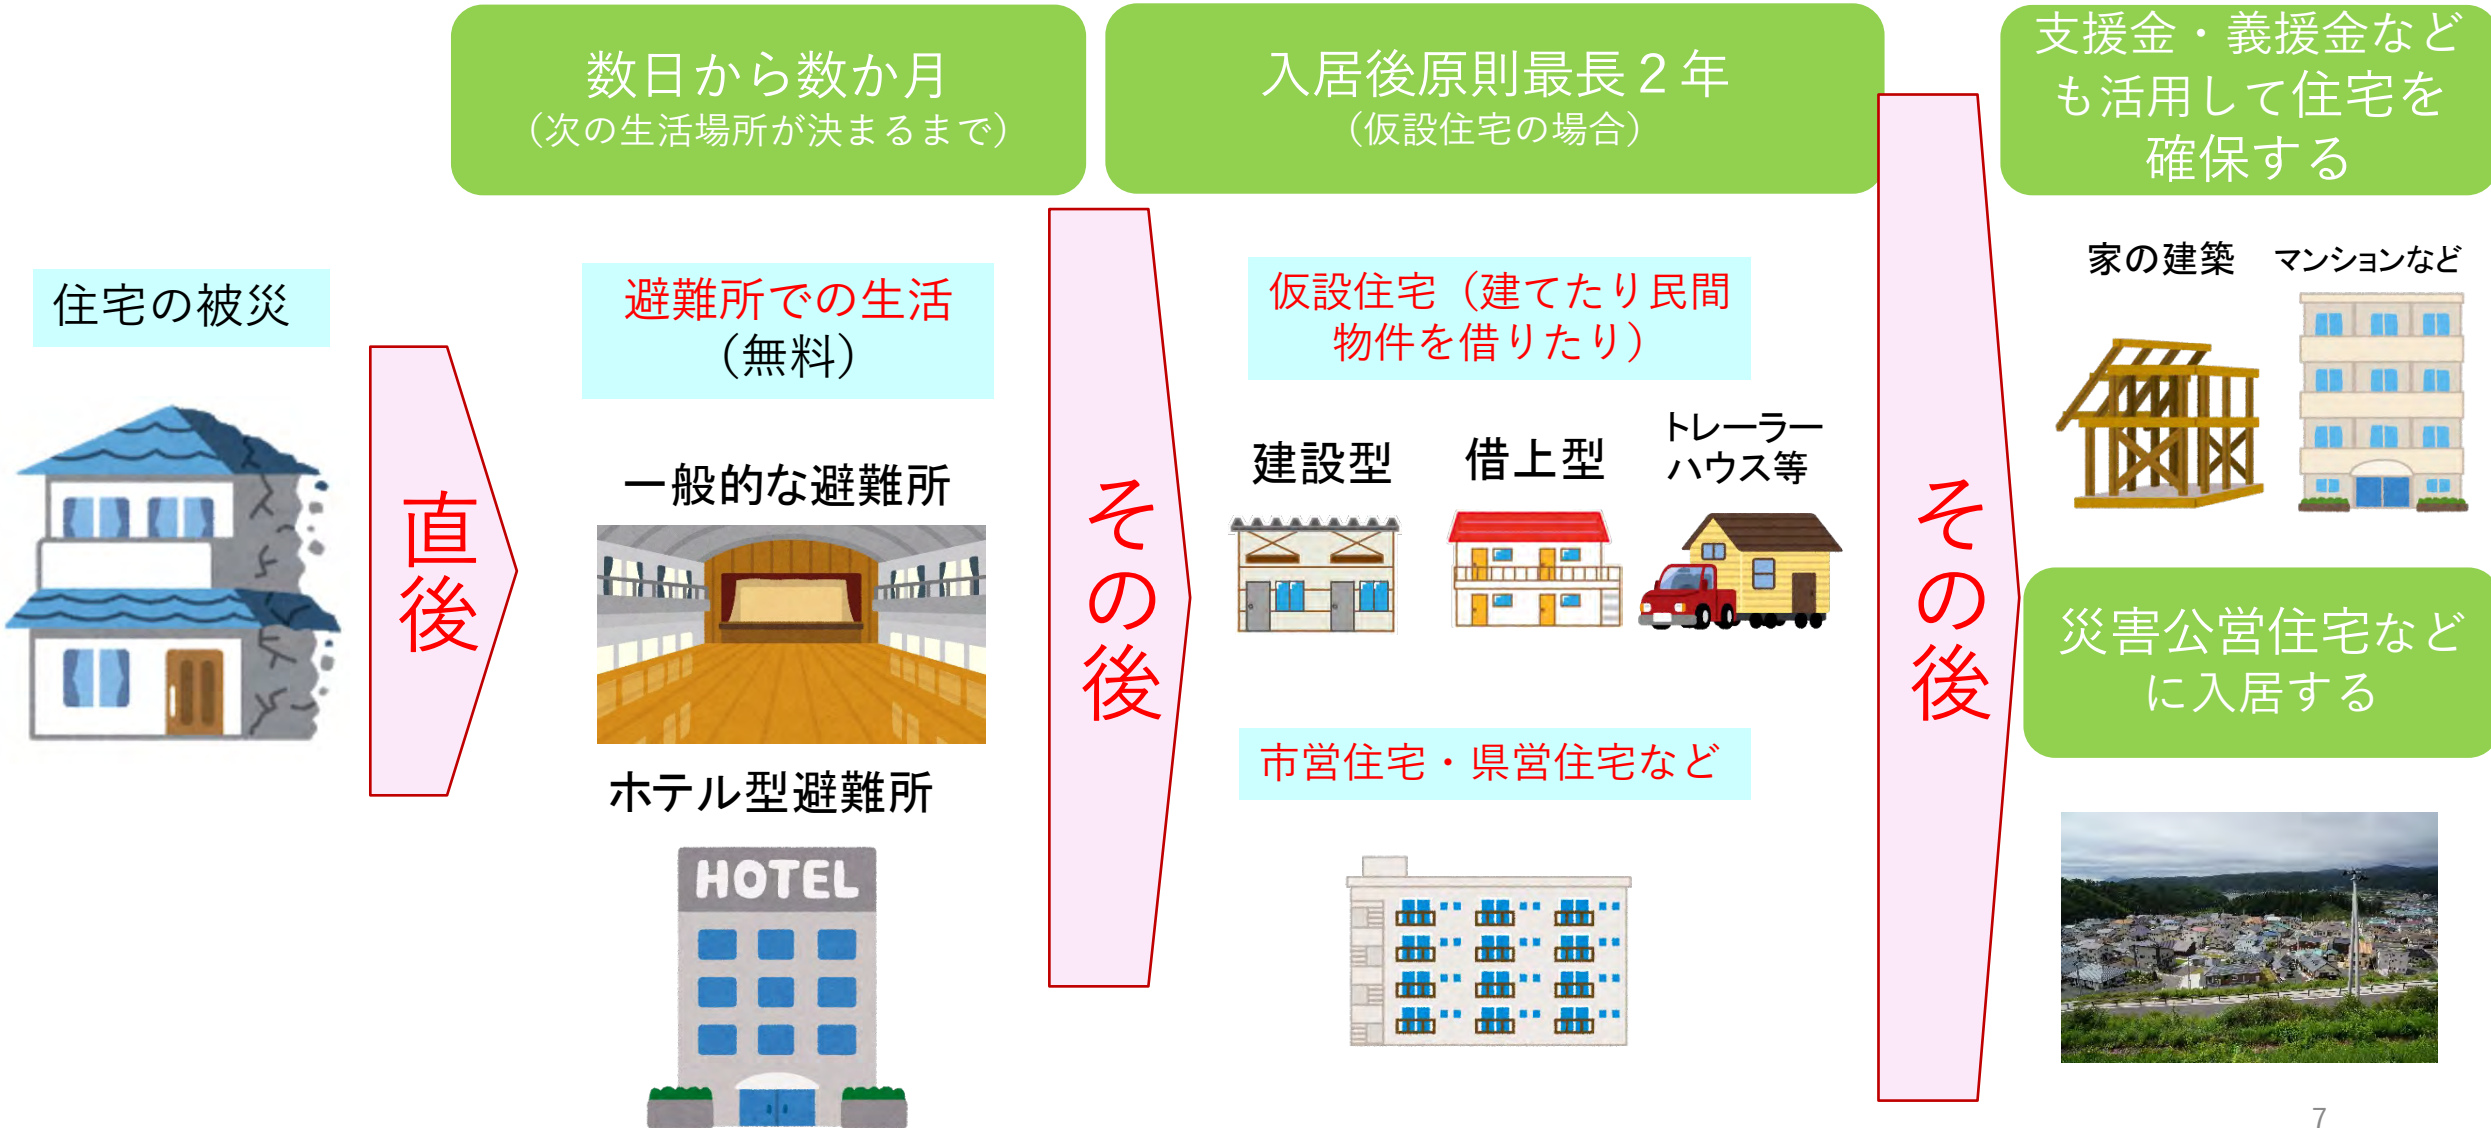 数日から数か月
（次の生活場所が決まるまで）
入居後原則最長２年
（仮設住宅の場合）
支援金・義援金など
も活用して住宅を
確保する
住宅の被災
直後
避難所での生活
（無料）
一般的な避難所
ホテル型避難所
HOTEL
その後
仮設住宅（建てたり民間
物件を借りたり）
建設型
借上型
トレーラー
ハウス等
市営住宅・県営住宅など
その後
家の建築
マンションなど
災害公営住宅など
に入居する
7